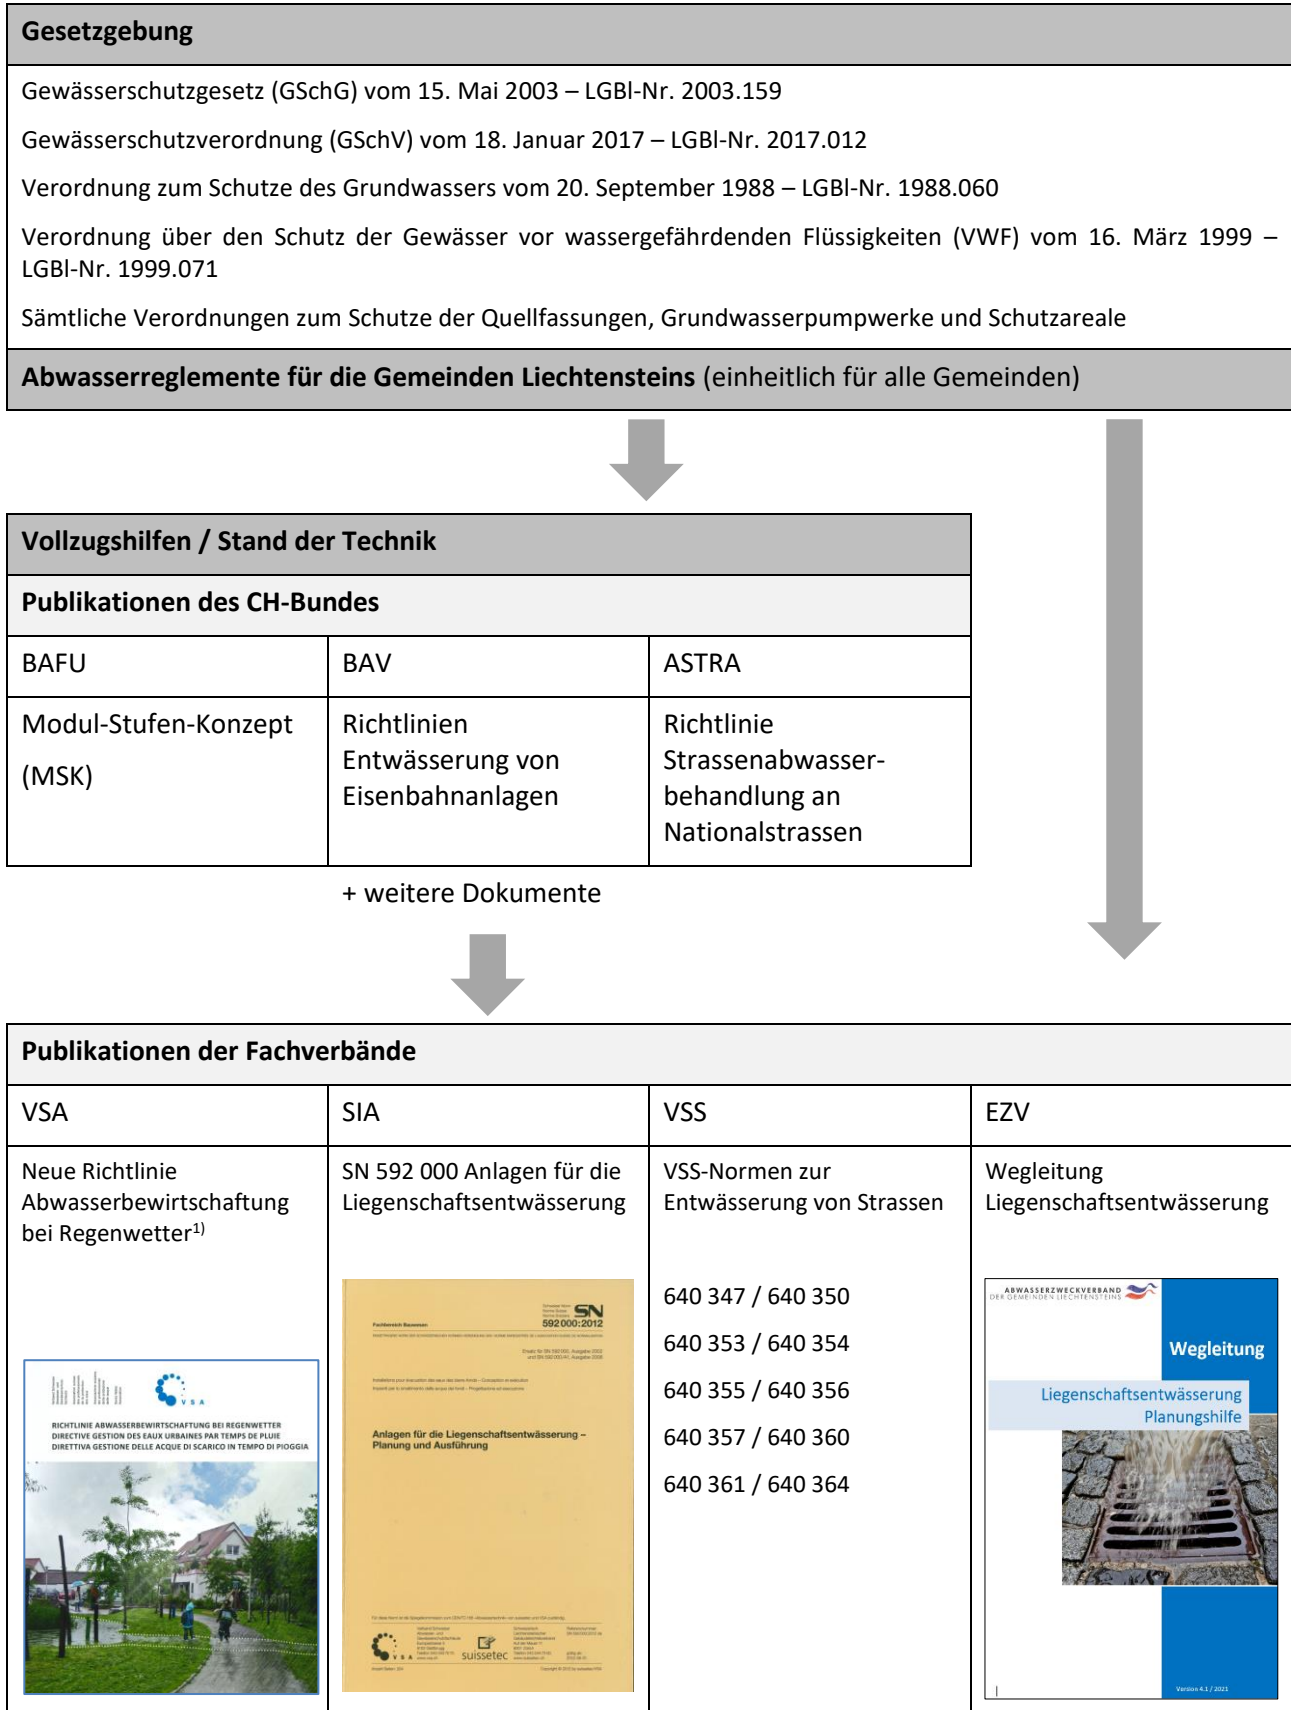 Gesetzgebung
Gewässerschutzgesetz (GSchG) vom 15. Mai 2003 – LGBl-Nr. 2003.159
Gewässerschutzverordnung (GSchV) vom 18. Januar 2017 – LGBl-Nr. 2017.012
Verordnung zum Schutze des Grundwassers vom 20. September 1988 – LGBl-Nr. 1988.060
Verordnung über den Schutz der Gewässer vor wassergefährdenden Flüssigkeiten (VWF) vom 16. März 1999 –
LGBl-Nr. 1999.071
Sämtliche Verordnungen zum Schutze der Quellfassungen, Grundwasserpumpwerke und Schutzareale
Abwasserreglemente für die Gemeinden Liechtensteins (einheitlich für alle Gemeinden)
Vollzugshilfen / Stand der Technik
Publikationen des CH-Bundes
BAFU
BAV
ASTRA
Modul-Stufen-Konzept
(MSK)
Richtlinien
Entwässerung von
Eisenbahnanlagen
Richtlinie
Strassenabwasser-
behandlung an
Nationalstrassen
+ weitere Dokumente
Publikationen der Fachverbände
VSA
SIA
VSS
EZV
Neue Richtlinie
Abwasserbewirtschaftung
bei Regenwetter1)
VSA
RICHTLINIE ABWASSERBEWIRTSCHAFTUNG BEI REGENWETTER
DIRECTIVE GESTION DES EAUX URBAINES PAR TEMPS DE PLUIE
DIRETTIVA GESTIONE DELLE ACQUE DI SCARICO IN TEMPO DI PIOGGIA
SN 592 000 Anlagen für die
Liegenschaftsentwässerung
SN
592000:2012
Fachbereich Bauwesen
Anlagen für die Liegenschaftsentwässerung –
Planung und Ausführung
VSA
suissetec
VSS-Normen zur
Entwässerung von Strassen
640 347 / 640 350
640 353 / 640 354
640 355 / 640 356
640 357 / 640 360
640 361 / 640 364
Wegleitung
Liegenschaftsentwässerung
ABWASSERZWECKVERBAND
DER GEMEINDEN LIECHTENSTEINS
Wegleitung
Liegenschaftsentwässerung
Planungshilfe
Version 4.1 / 2021